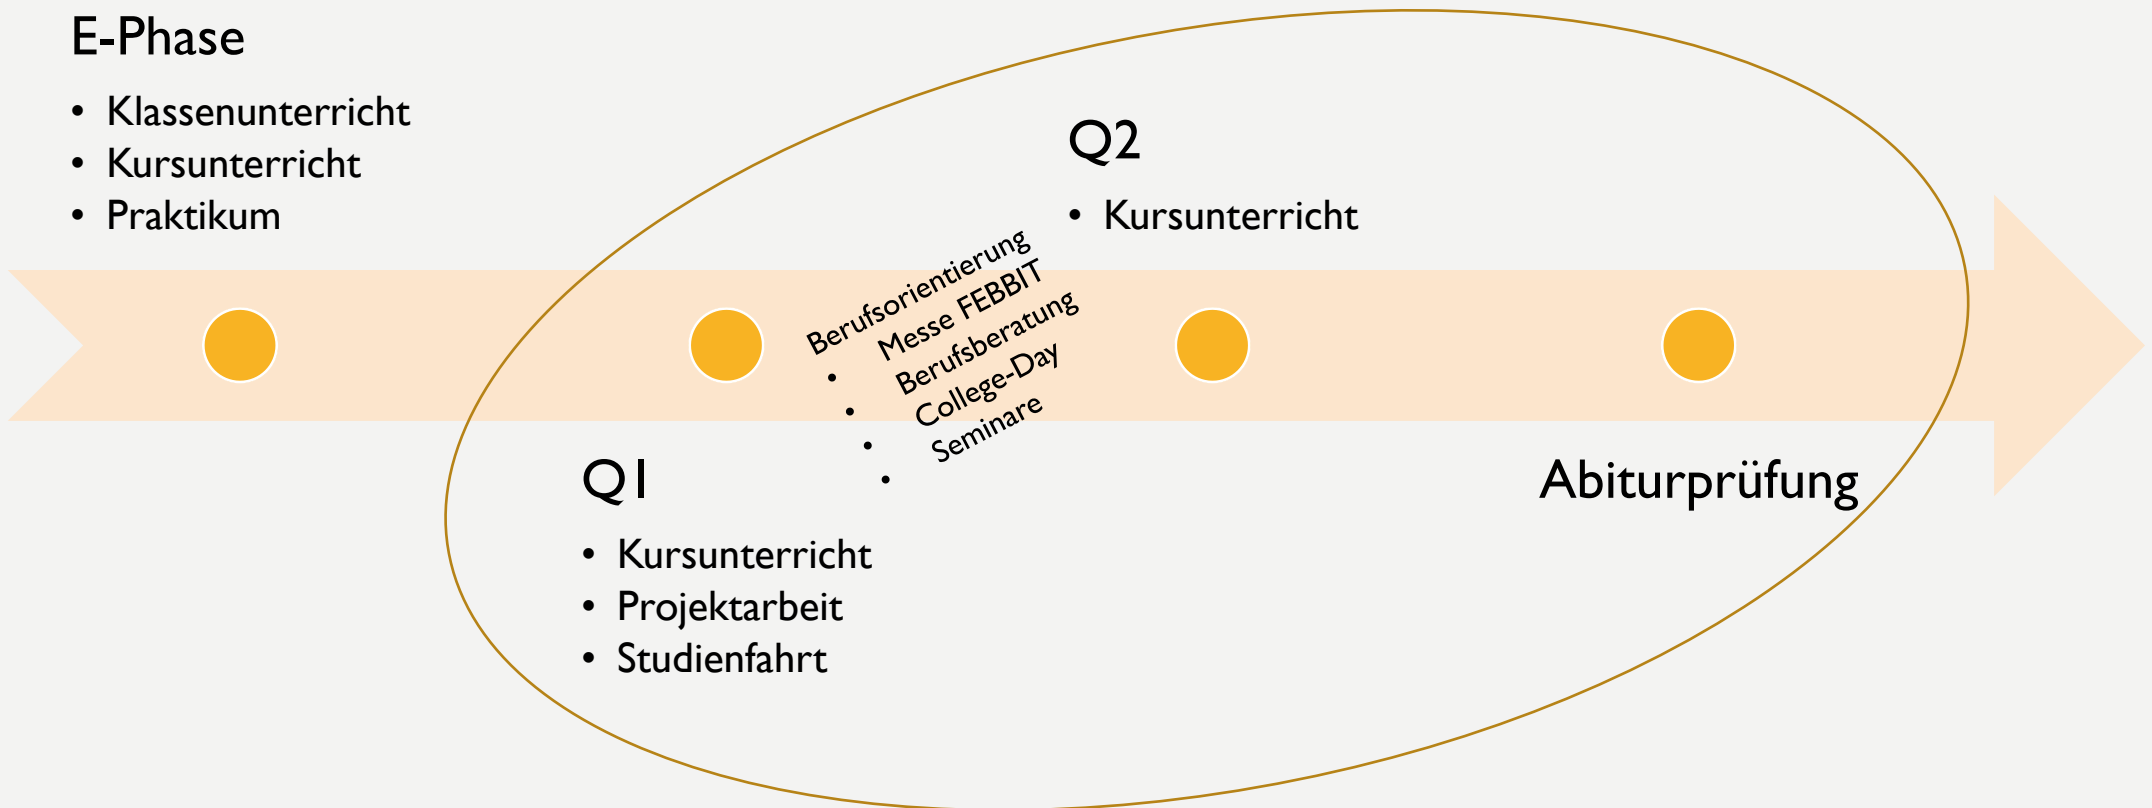 E-Phase
• Klassenunterricht
• Kursunterricht
• Praktikum
Q2
• Kursunterricht
Berufsorientierung
• Messe FEBBIT
• Berufsberatung
• College-Day
• Seminare
Q1
• Kursunterricht
• Projektarbeit
• Studienfahrt
Abiturprüfung